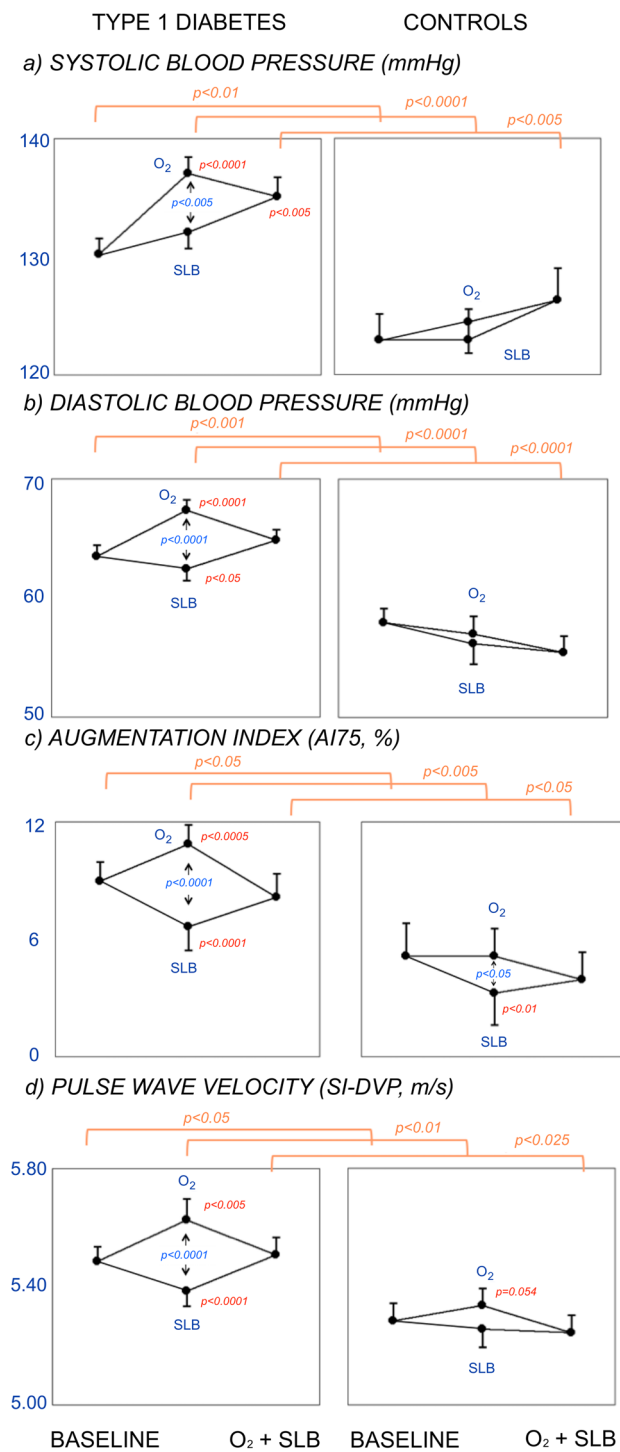 TYPE 1 DIABETES CONTROLS
a) SYSTOLIC BLOOD PRESSURE (mmHg)
p<0.01
p<0.0001
p<0.005
140
O₂ p<0.0001
p<0.005
p<0.005
130
SLB
O₂
SLB
120
b) DIASTOLIC BLOOD PRESSURE (mmHg)
p<0.001
p<0.0001
p<0.0001
70
O₂ p<0.0001
p<0.0001
p<0.05
60
SLB
O₂
SLB
50
c) AUGMENTATION INDEX (AI75, %)
p<0.05
p<0.005
p<0.05
12
O₂ p<0.0005
p<0.0001
6
p<0.0001
SLB
O₂
p<0.05
p<0.01
SLB
0
d) PULSE WAVE VELOCITY (SI-DVP, m/s)
p<0.05
p<0.01
p<0.025
5.80
O₂
p<0.005
p<0.0001
5.40
p<0.0001
SLB
O₂
p=0.054
SLB
5.00
BASELINE O₂ + SLB BASELINE O₂ + SLB